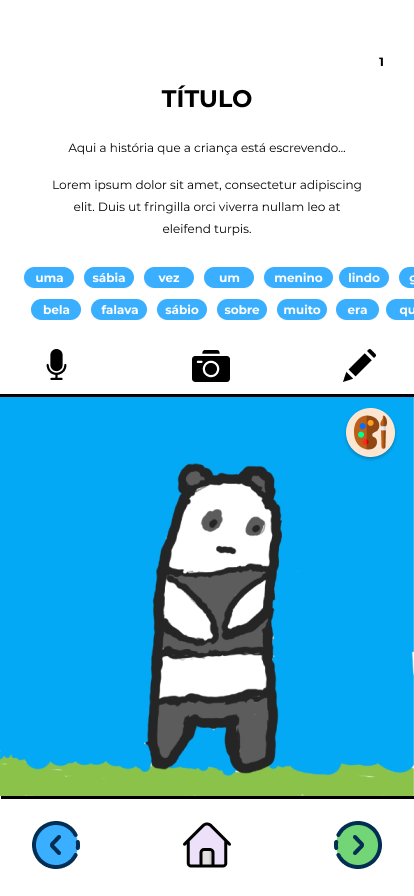 1
TÍTULO
Aqui a história que a criança está escrevendo...
Lorem ipsum dolor sit amet, consectetur adipiscing
elit. Duis ut fringilla orci viverra nullam leo at
eleifend turpis.
uma sábia vez um menino lindo
bela falava sábio sobre muito era